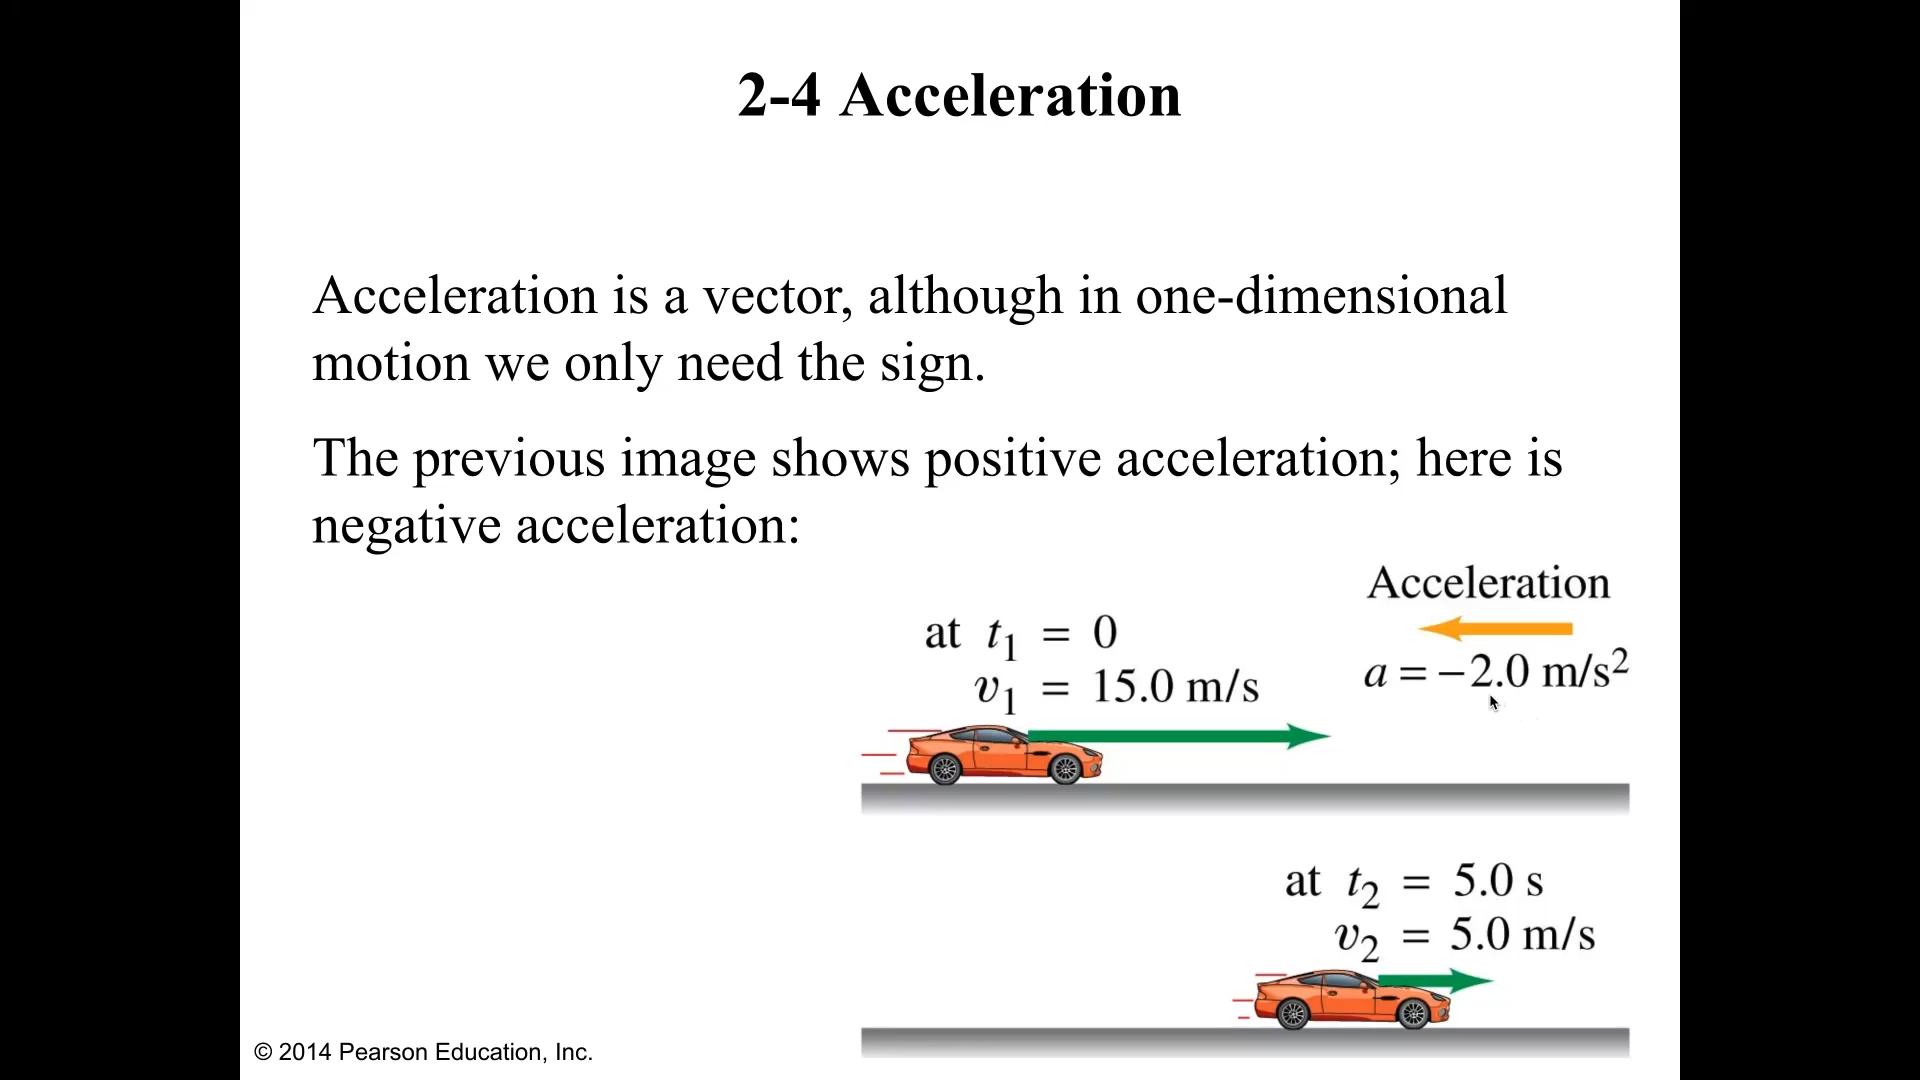 2-4 Acceleration
Acceleration is a vector, although in one-dimensional
motion we only need the sign.
The previous image shows positive acceleration; here is
negative acceleration:
Acceleration
at t₁ = 0
a = −2.0 m/s²
v₁ = 15.0 m/s
at t₂ = 5.0 s
v₂ = 5.0 m/s
© 2014 Pearson Education, Inc.